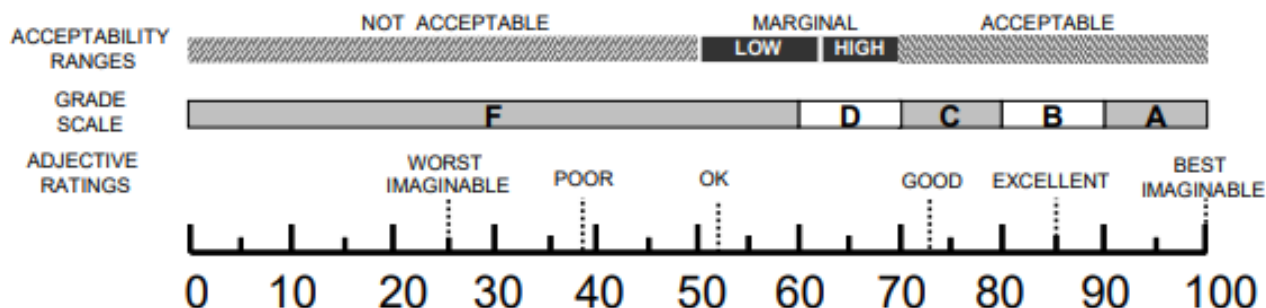 NOT ACCEPTABLE MARGINAL ACCEPTABLE
ACCEPTABILITY RANGES LOW HIGH
GRADE SCALE F D C B A
ADJECTIVE RATINGS WORST IMAGINABLE POOR OK GOOD EXCELLENT BEST IMAGINABLE
0 10 20 30 40 50 60 70 80 90 100